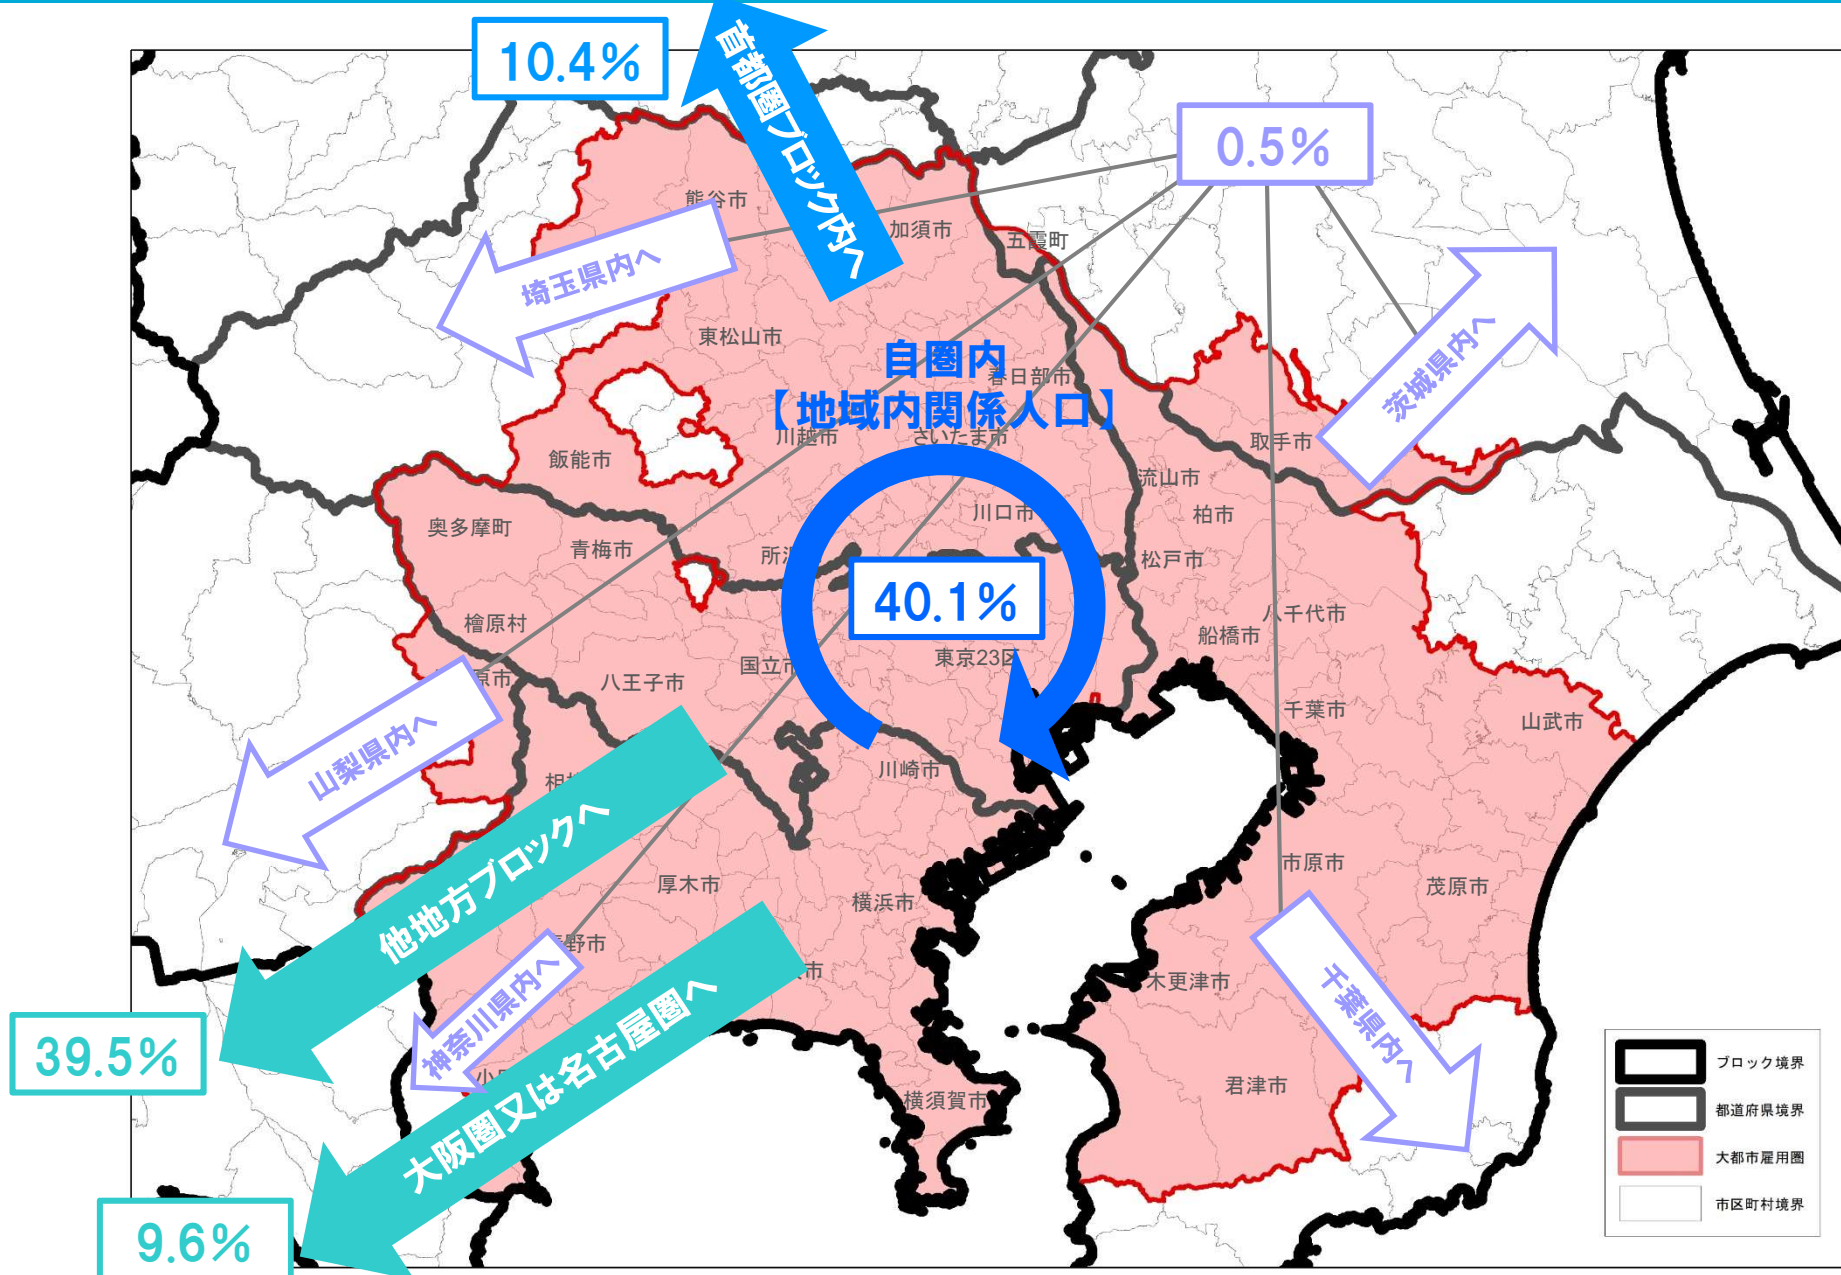 10.4%
首都圏ブロック内へ
0.5%
熊谷市
加須市
五霞町
埼玉県内へ
茨城県内へ
東松山市
自圏内
春日部市
【地域内関係人口】
川越市
さいたま市
取手市
飯能市
流山市
奥多摩町
川口市
柏市
青梅市
松戸市
40.1%
檜原村
八千代市
船橋市
国立市
東京23区
八王子市
原市
千葉市
山武市
山梨県内へ
川崎市
他地方ブロックへ
厚木市
横浜市
市原市
茂原市
野市
市
木更津市
千葉県内へ
神奈川県内へ
大阪圏又は名古屋圏へ
39.5%
君津市
横須賀市
9.6%
ブロック境界
都道府県境界
大都市雇用圏
市区町村境界